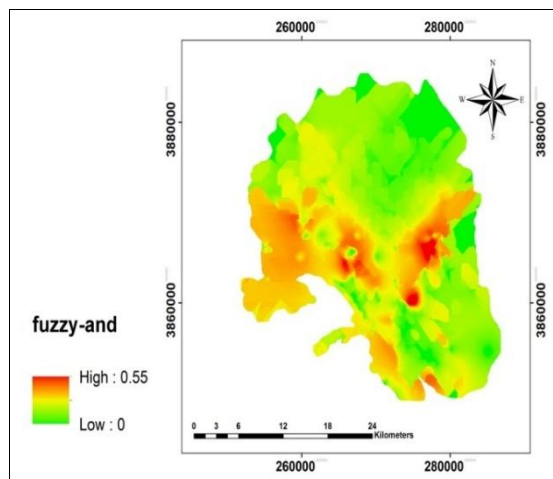 260000 280000
N
W E
S
3880000 3880000
3860000 3860000
fuzzy-and
High : 0.55
Low : 0
0 3 6 12 18 24
Kilometers
260000 280000